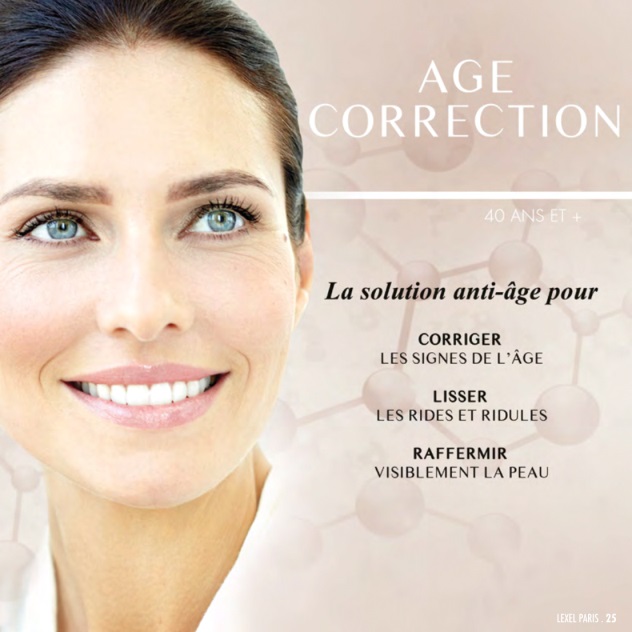 AGE
CORRECTION
40 ANS ET +
La solution anti-âge pour
CORRIGER
LES SIGNES DE L'ÂGE
LISSER
LES RIDES ET RIDULES
RAFFERMIR
VISIBLEMENT LA PEAU
LEXEL PARIS . 25